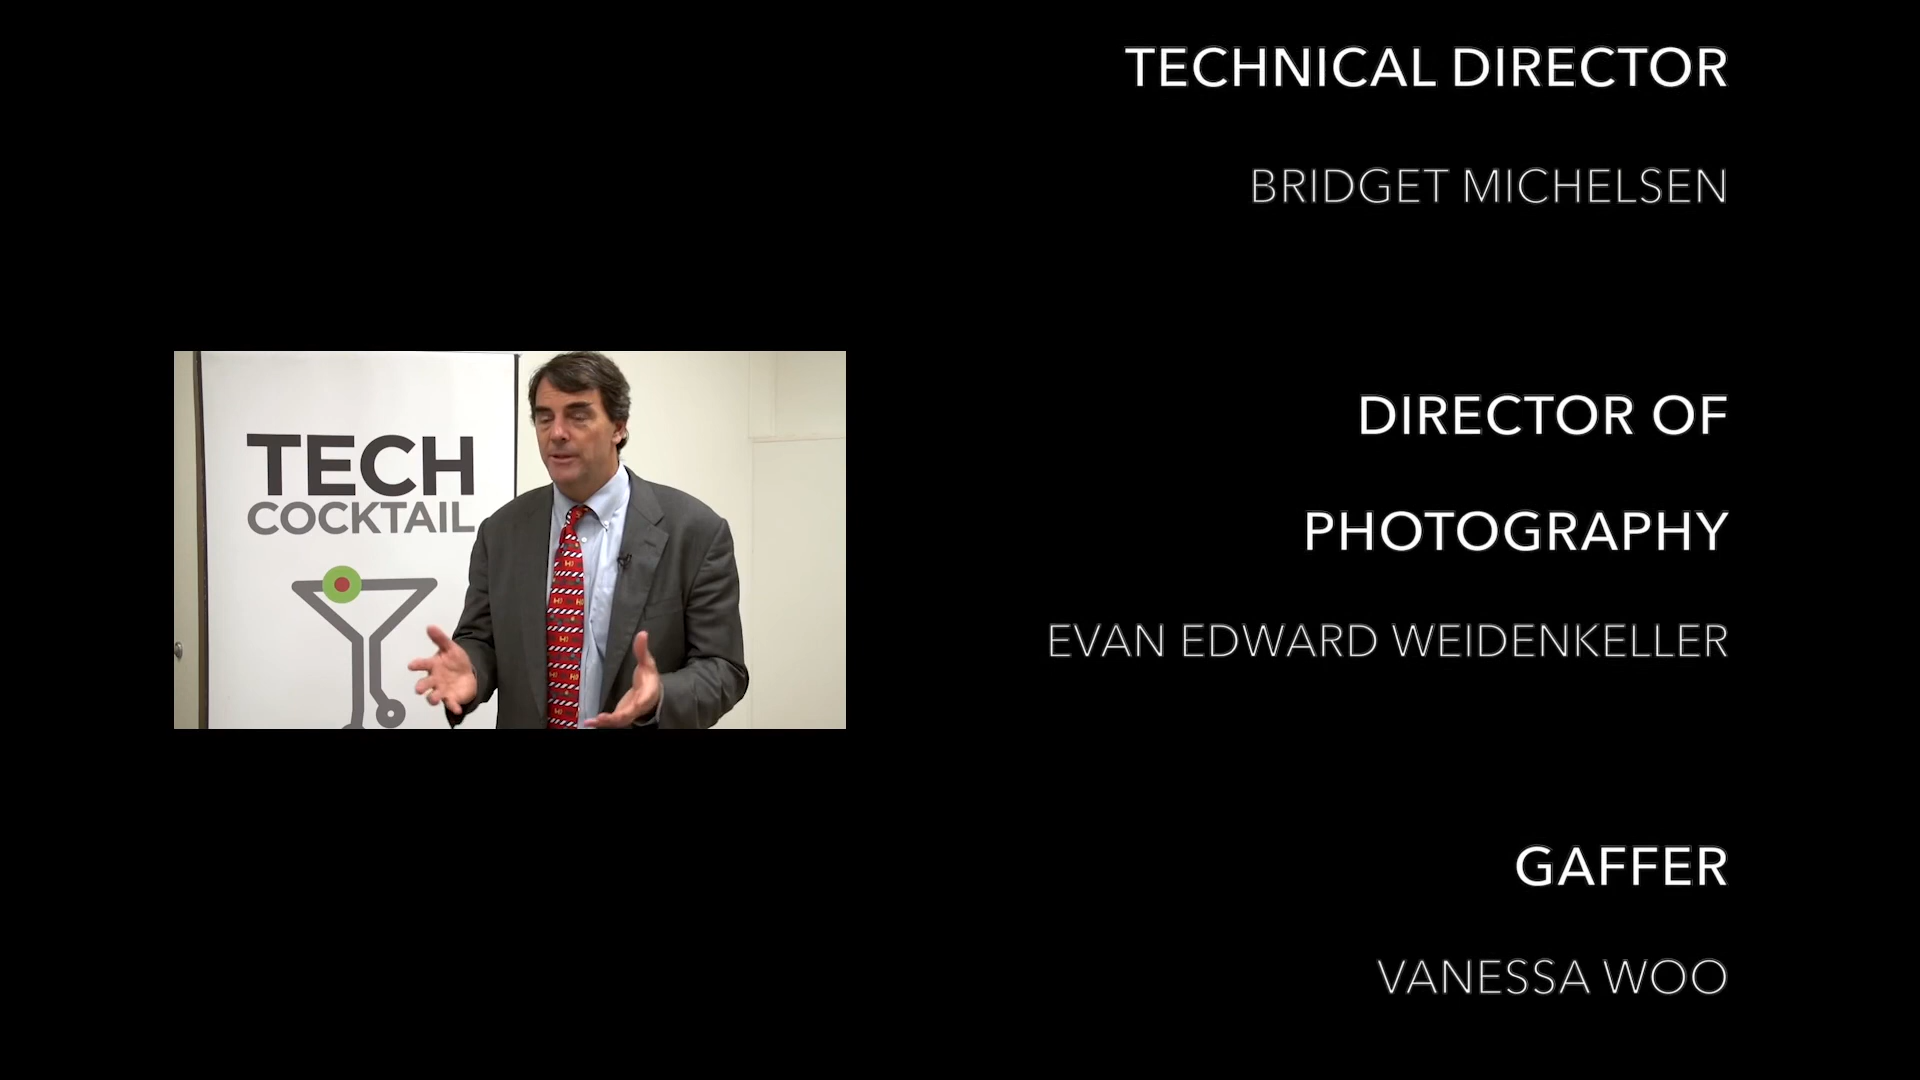 TECHNICAL DIRECTOR
BRIDGET MICHELSEN
TECH
COCKTAIL
DIRECTOR OF
PHOTOGRAPHY
EVAN EDWARD WEIDENKELLER
GAFFER
VANESSA WOO